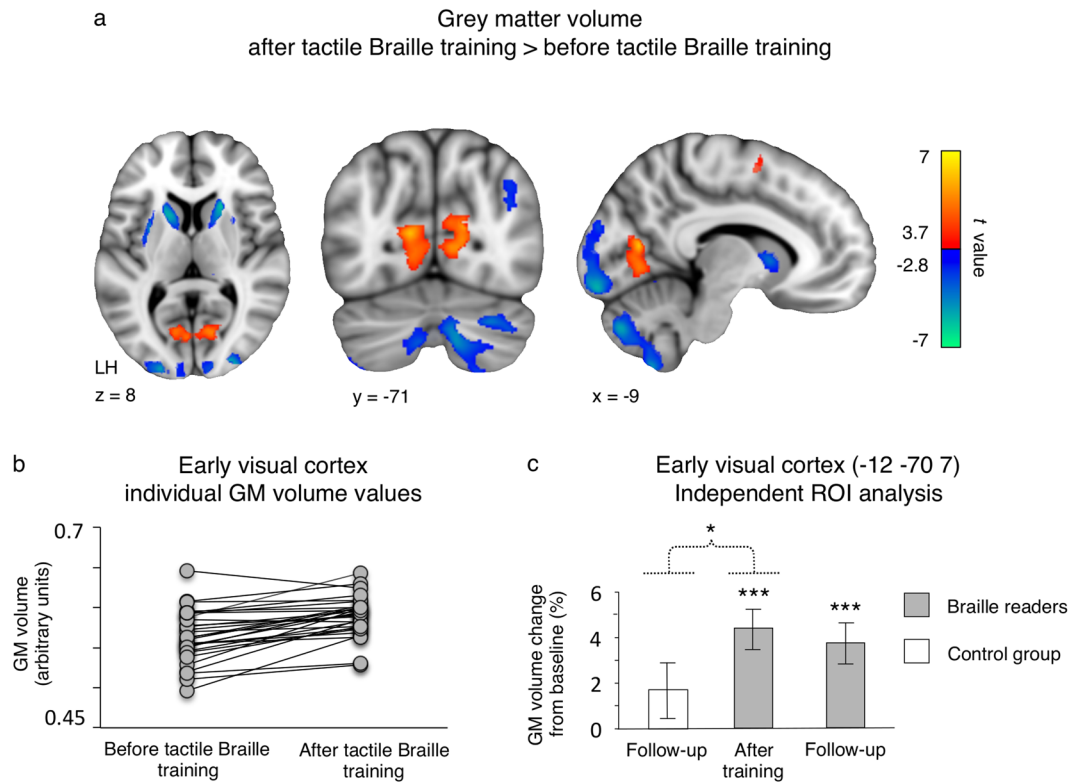 a
Grey matter volume
after tactile Braille training > before tactile Braille training
7
3.7
-2.8
-7
t value
LH
z = 8
y = -71
x = -9
b
Early visual cortex
individual GM volume values
0.7
0.45
GM volume
(arbitrary units)
Before tactile Braille
training
After tactile Braille
training
c
Early visual cortex (-12 -70 7)
Independent ROI analysis
*
***
***
6
4
2
0
GM volume change
from baseline (%)
Follow-up
After
training
Follow-up
Braille readers
Control group